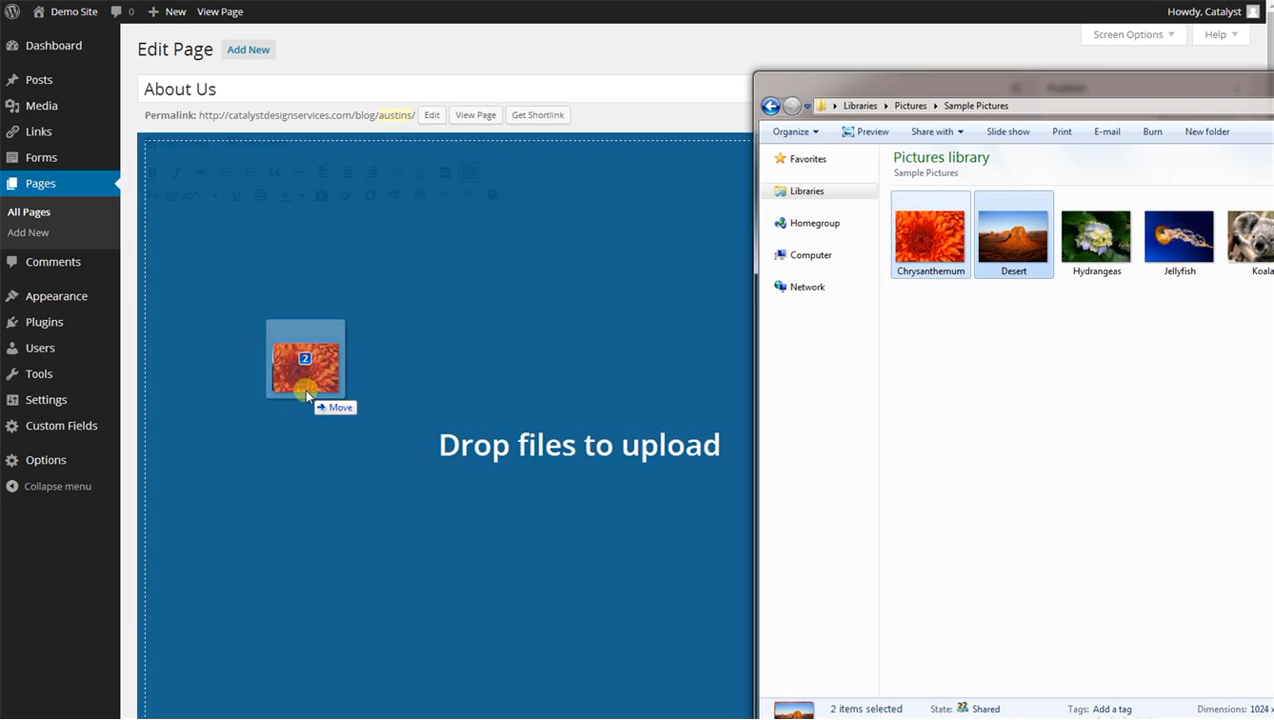 Demo Site
0
New
View Page
Howdy, Catalyst
Dashboard
Posts
Media
Links
Forms
Pages
All Pages
Add New
Comments
Appearance
Plugins
Users
Tools
Settings
Custom Fields
Options
Collapse menu
Edit Page
Add New
Screen Options
Help
About Us
Permalink: http://catalystdesignservices.com/blog/austins/
Edit
View Page
Get Shortlink
Paragraph
2
Move
Drop files to upload
Libraries
Pictures
Sample Pictures
Organize
Preview
Share with
Slide show
Print
E-mail
Burn
New folder
Favorites
Libraries
Homegroup
Computer
Network
Pictures library
Sample Pictures
Chrysanthemum
Desert
Hydrangeas
Jellyfish
Koala
2 items selected
State:
Shared
Tags: Add a tag
Dimensions: 1024 x